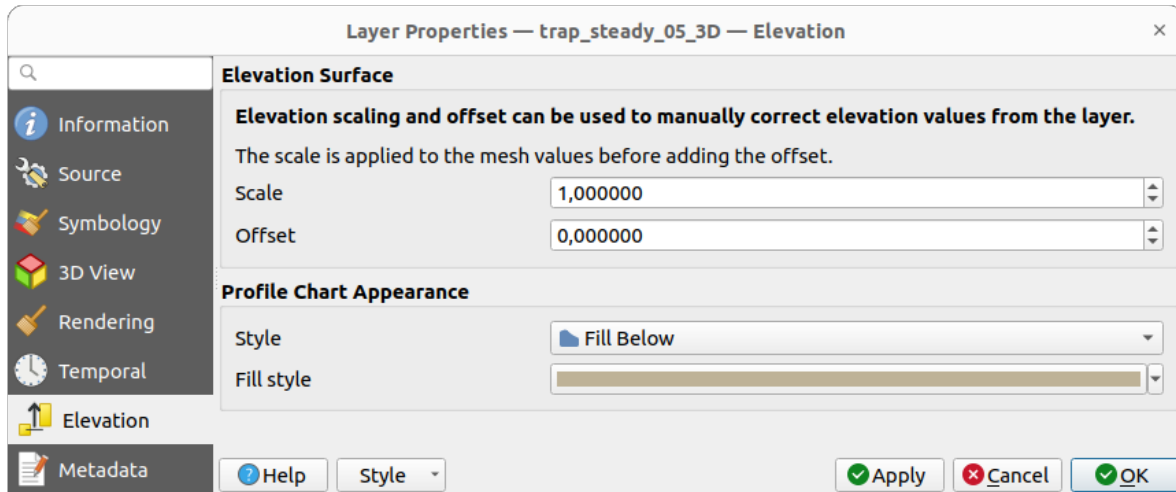 Layer Properties — trap_steady_05_3D — Elevation
Information
Source
Symbology
3D View
Rendering
Temporal
Elevation
Metadata
Elevation Surface
Elevation scaling and offset can be used to manually correct elevation values from the layer.
The scale is applied to the mesh values before adding the offset.
Scale 1,000000
Offset 0,000000
Profile Chart Appearance
Style Fill Below
Fill style
Help Style Apply Cancel OK